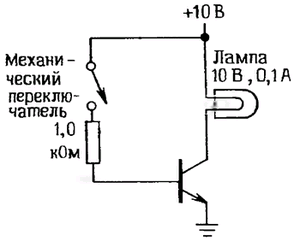 +10 В
Механи-
ческий
переклю-
чатель
1,0
кОм
Лампа
10 В, 0,1 А